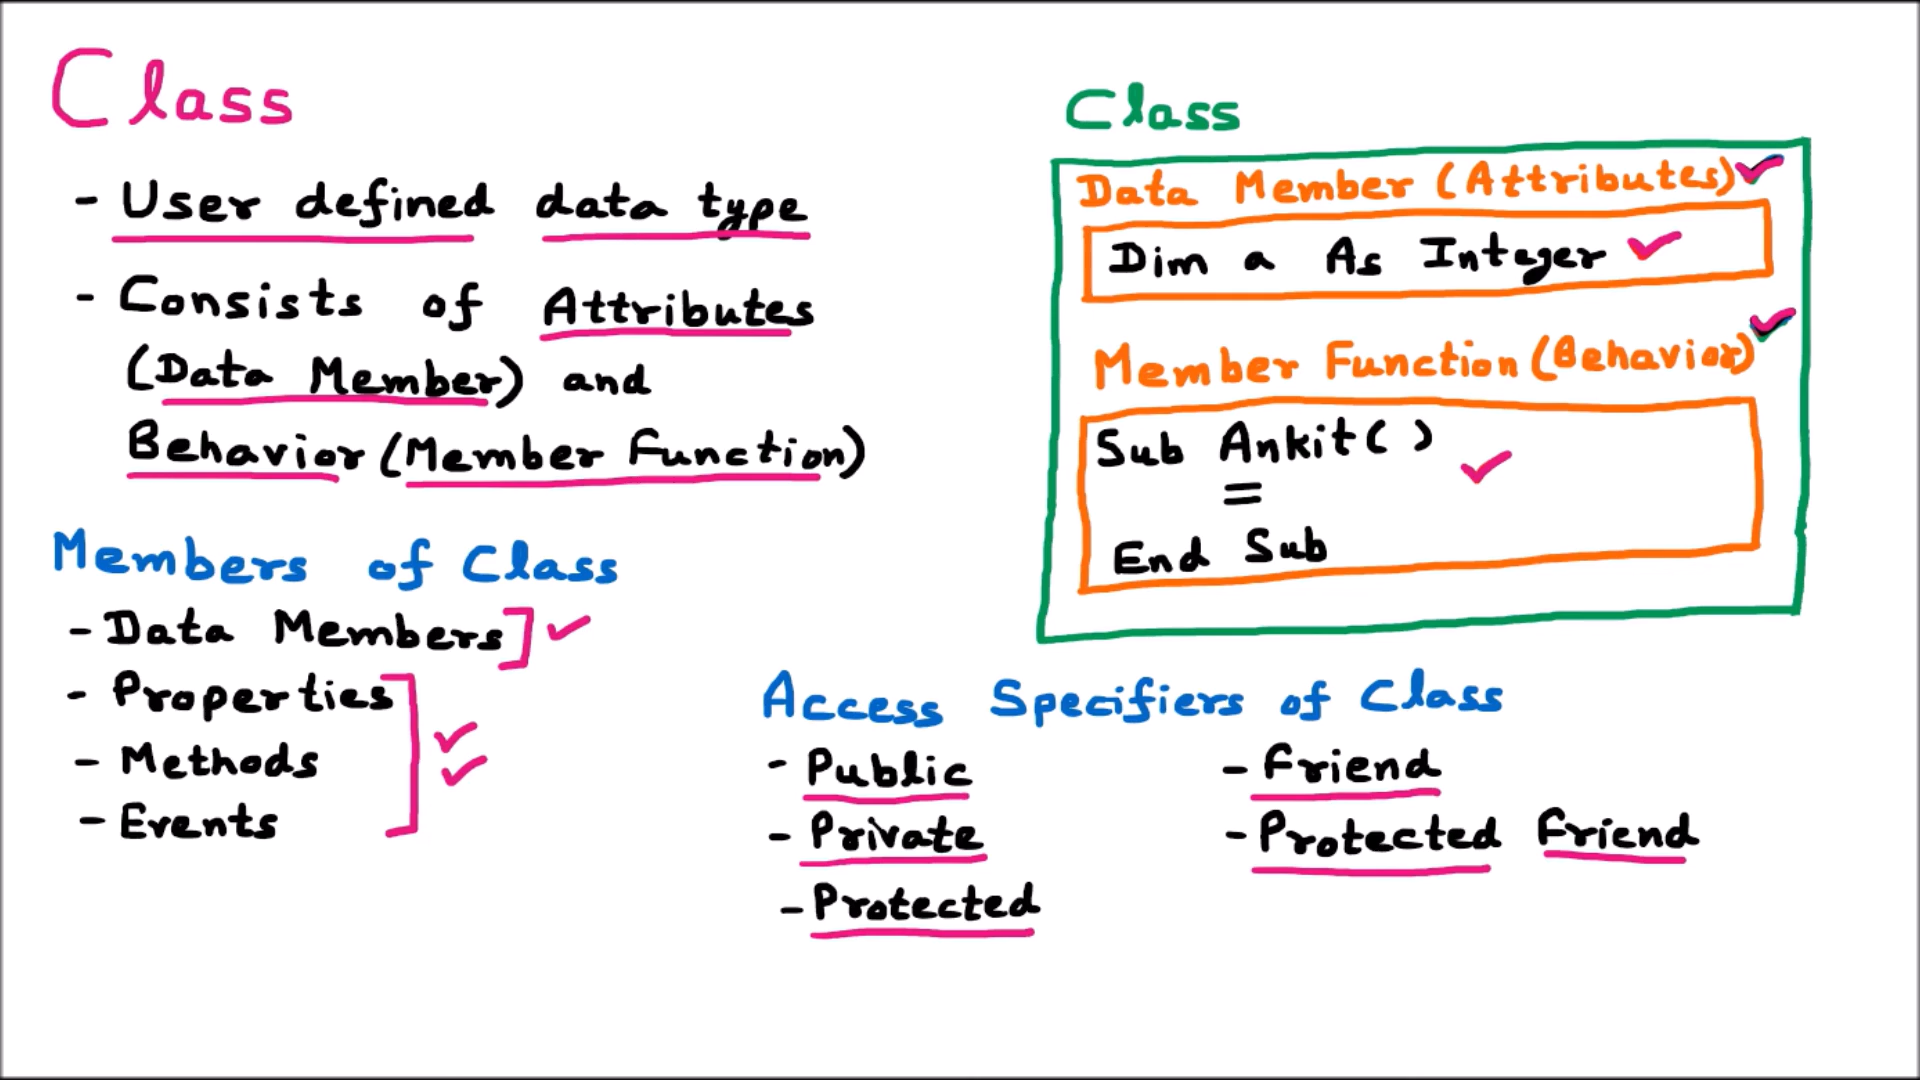 Class
- User defined data type
- Consists of Attributes
(Data Member) and
Behavior (Member Function)
Members of Class
- Data Members
- Properties
- Methods
- Events
Class
Data Member (Attributes)
Dim a As Integer
Member Function (Behavior)
Sub Ankit( )
=
End Sub
Access Specifiers of Class
- Public
- Private
- Protected
- Friend
- Protected Friend